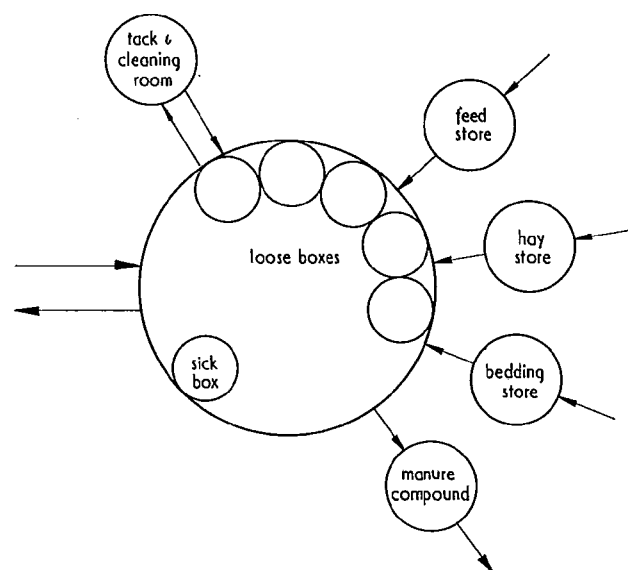 tack &
cleaning
room
feed
store
loose boxes
hay
store
sick
box
bedding
store
manure
compound